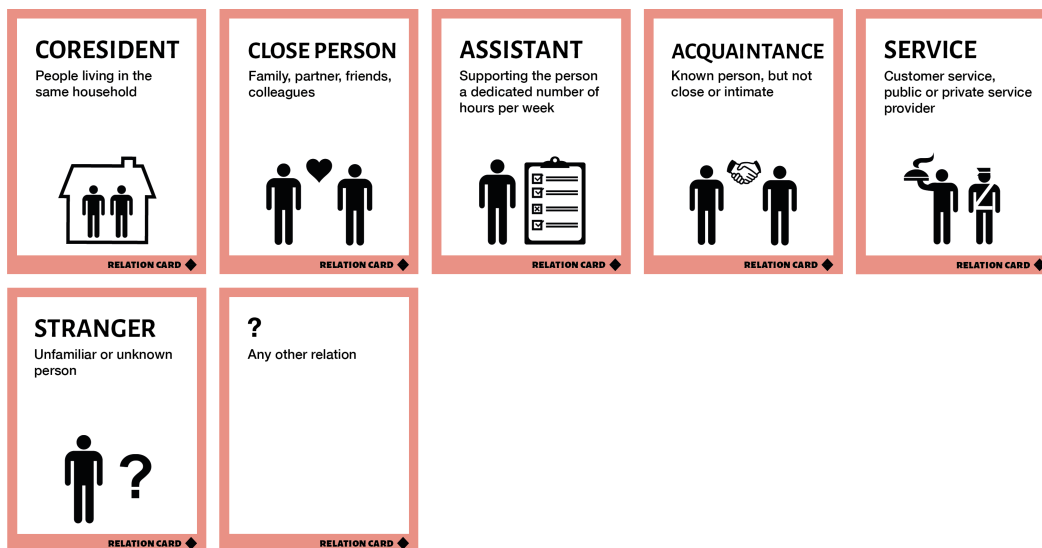 CORESIDENT
People living in the
same household
RELATION CARD
CLOSE PERSON
Family, partner, friends,
colleagues
RELATION CARD
ASSISTANT
Supporting the person
a dedicated number of
hours per week
RELATION CARD
ACQUAINTANCE
Known person, but not
close or intimate
RELATION CARD
SERVICE
Customer service,
public or private service
provider
RELATION CARD
STRANGER
Unfamiliar or unknown
person
?
RELATION CARD
?
Any other relation
RELATION CARD